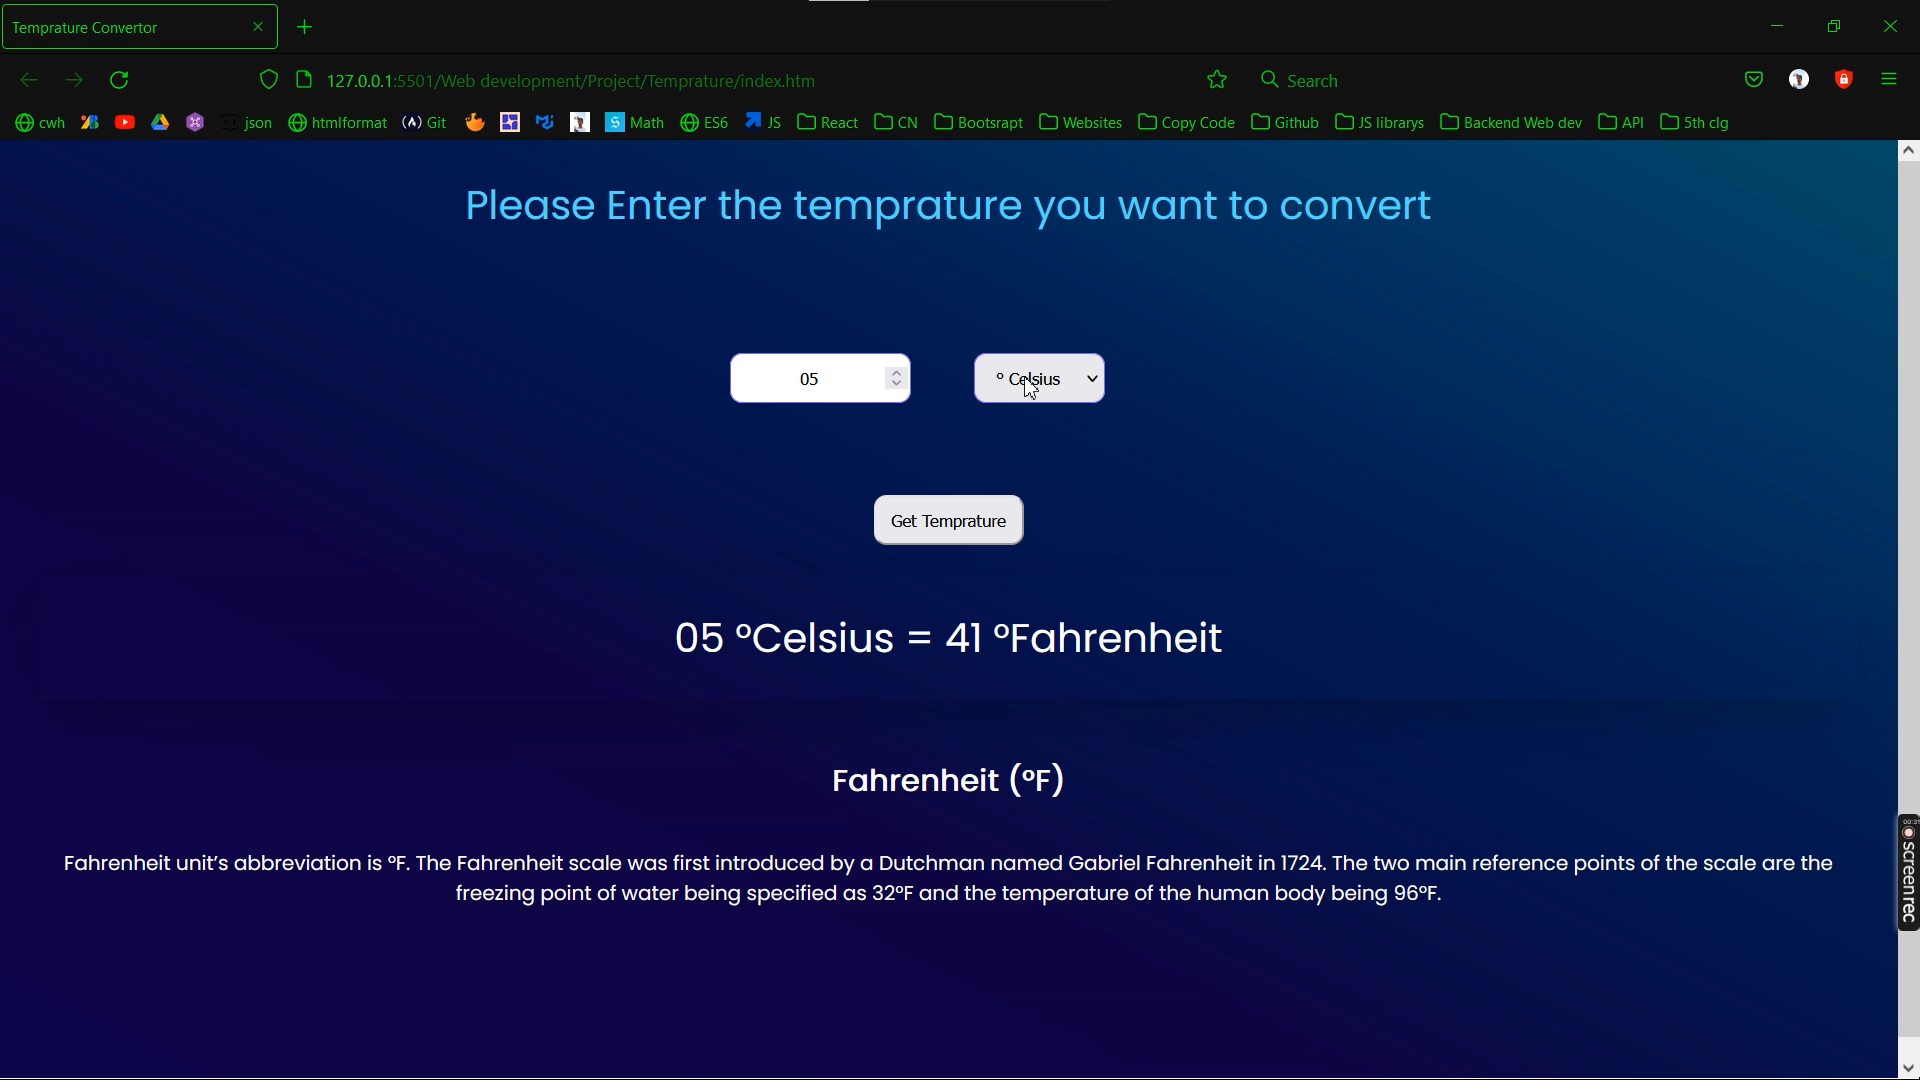 Temprature Convertor
127.0.0.1:5501/Web development/Project/Temprature/index.htm
Search
cwh
json
htmlformat
Git
Math
ES6
JS
React
CN
Bootsrapt
Websites
Copy Code
Github
JS librarys
Backend Web dev
API
5th clg
Please Enter the temprature you want to convert
05
° Celsius
Get Temprature
05 °Celsius = 41 °Fahrenheit
Fahrenheit (°F)
Fahrenheit unit’s abbreviation is °F. The Fahrenheit scale was first introduced by a Dutchman named Gabriel Fahrenheit in 1724. The two main reference points of the scale are the
freezing point of water being specified as 32°F and the temperature of the human body being 96°F.
screenrec